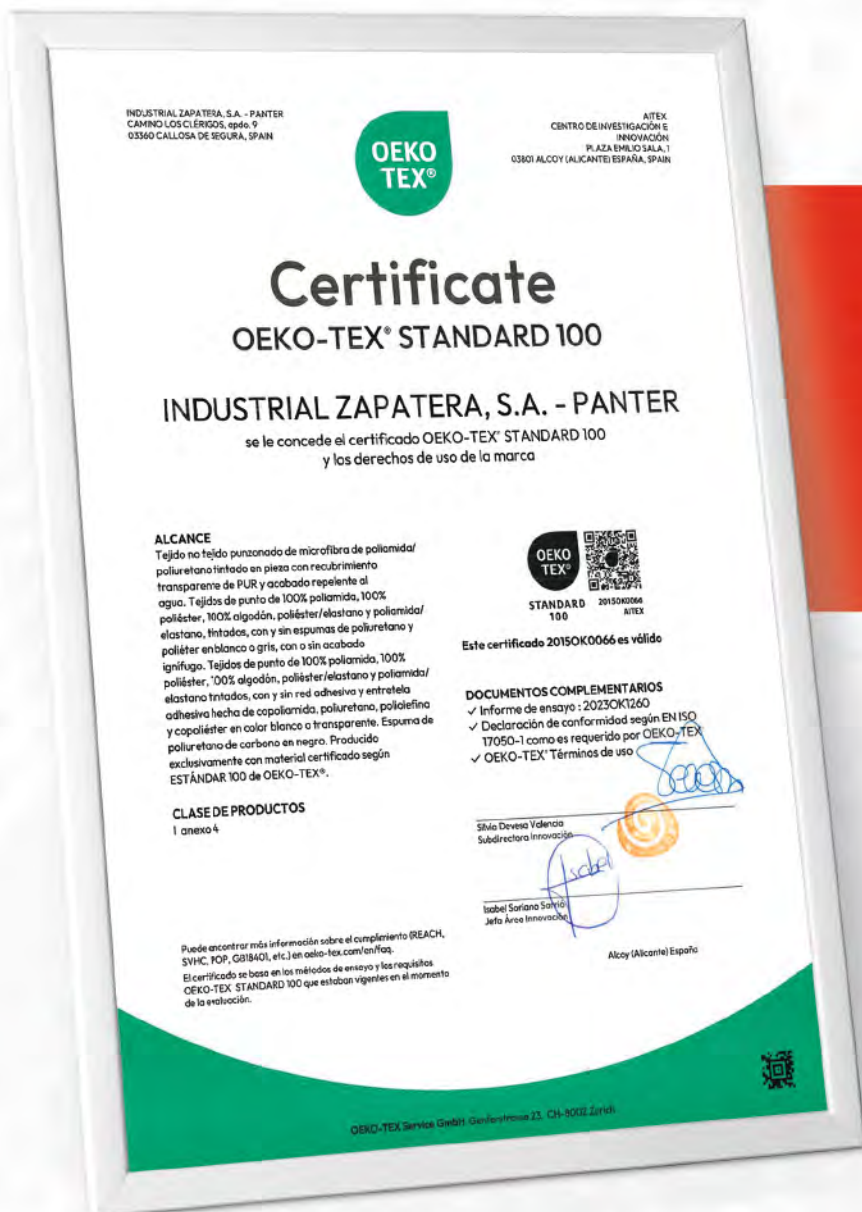 INDUSTRIAL ZAPATERA, S.A. - PANTER
CAMINO LOS CLÉRIGOS, apdo. 9
03360 CALLOSA DE SEGURA, SPAIN
OEKO
TEX®
AITEX
CENTRO DE INVESTIGACIÓN E
INNOVACIÓN
PLAZA EMILIO SALA, 1
03801 ALCOY (ALICANTE) ESPAÑA, SPAIN
Certificate
OEKO-TEX® STANDARD 100
INDUSTRIAL ZAPATERA, S.A. - PANTER
se le concede el certificado OEKO-TEX® STANDARD 100
y los derechos de uso de la marca
ALCANCE
Tejido no tejido punzonado de microfibra de poliamida/
poliuretano tintado en pieza con recubrimiento
transparente de PUR y acabado repelente al
agua. Tejidos de punto de 100% poliamida, 100%
poliéster, 100% algodón, poliéster/elastano y poliamida/
elastano, tintados, con y sin espumas de poliuretano y
poliéter en blanco o gris, con o sin acabado
ignífugo. Tejidos de punto de 100% poliamida, 100%
poliéster, 100% algodón, poliéster/elastano y poliamida/
elastano tintados, con y sin red adhesiva y entretela
adhesiva hecha de copoliamida, poliuretano, poliolefina
y copoliéster en color blanco o transparente. Espuma de
poliuretano de carbono en negro. Producido
exclusivamente con material certificado según
ESTÁNDAR 100 de OEKO-TEX®.
CLASE DE PRODUCTOS
I anexo 4
OEKO
TEX®
STANDARD
100
2015OK0066
AITEX
Este certificado 2015OK0066 es válido
DOCUMENTOS COMPLEMENTARIOS
✓ Informe de ensayo : 2023OK1260
✓ Declaración de conformidad según EN ISO
17050-1 como es requerido por OEKO-TEX
✓ OEKO-TEX® Términos de uso
Silvia Devesa Valencia
Subdirectora Innovación
Isabel
Isabel Soriano Sarrió
Jefa Área Innovación
Alcoy (Alicante) España
Puede encontrar más información sobre el cumplimiento (REACH,
SVHC, POP, GB18401, etc.) en oeko-tex.com/en/faq.
El certificado se basa en los métodos de ensayo y los requisitos
OEKO-TEX STANDARD 100 que estaban vigentes en el momento
de la evaluación.
OEKO-TEX Service GmbH. Genferstrasse 23, CH-8002 Zurich